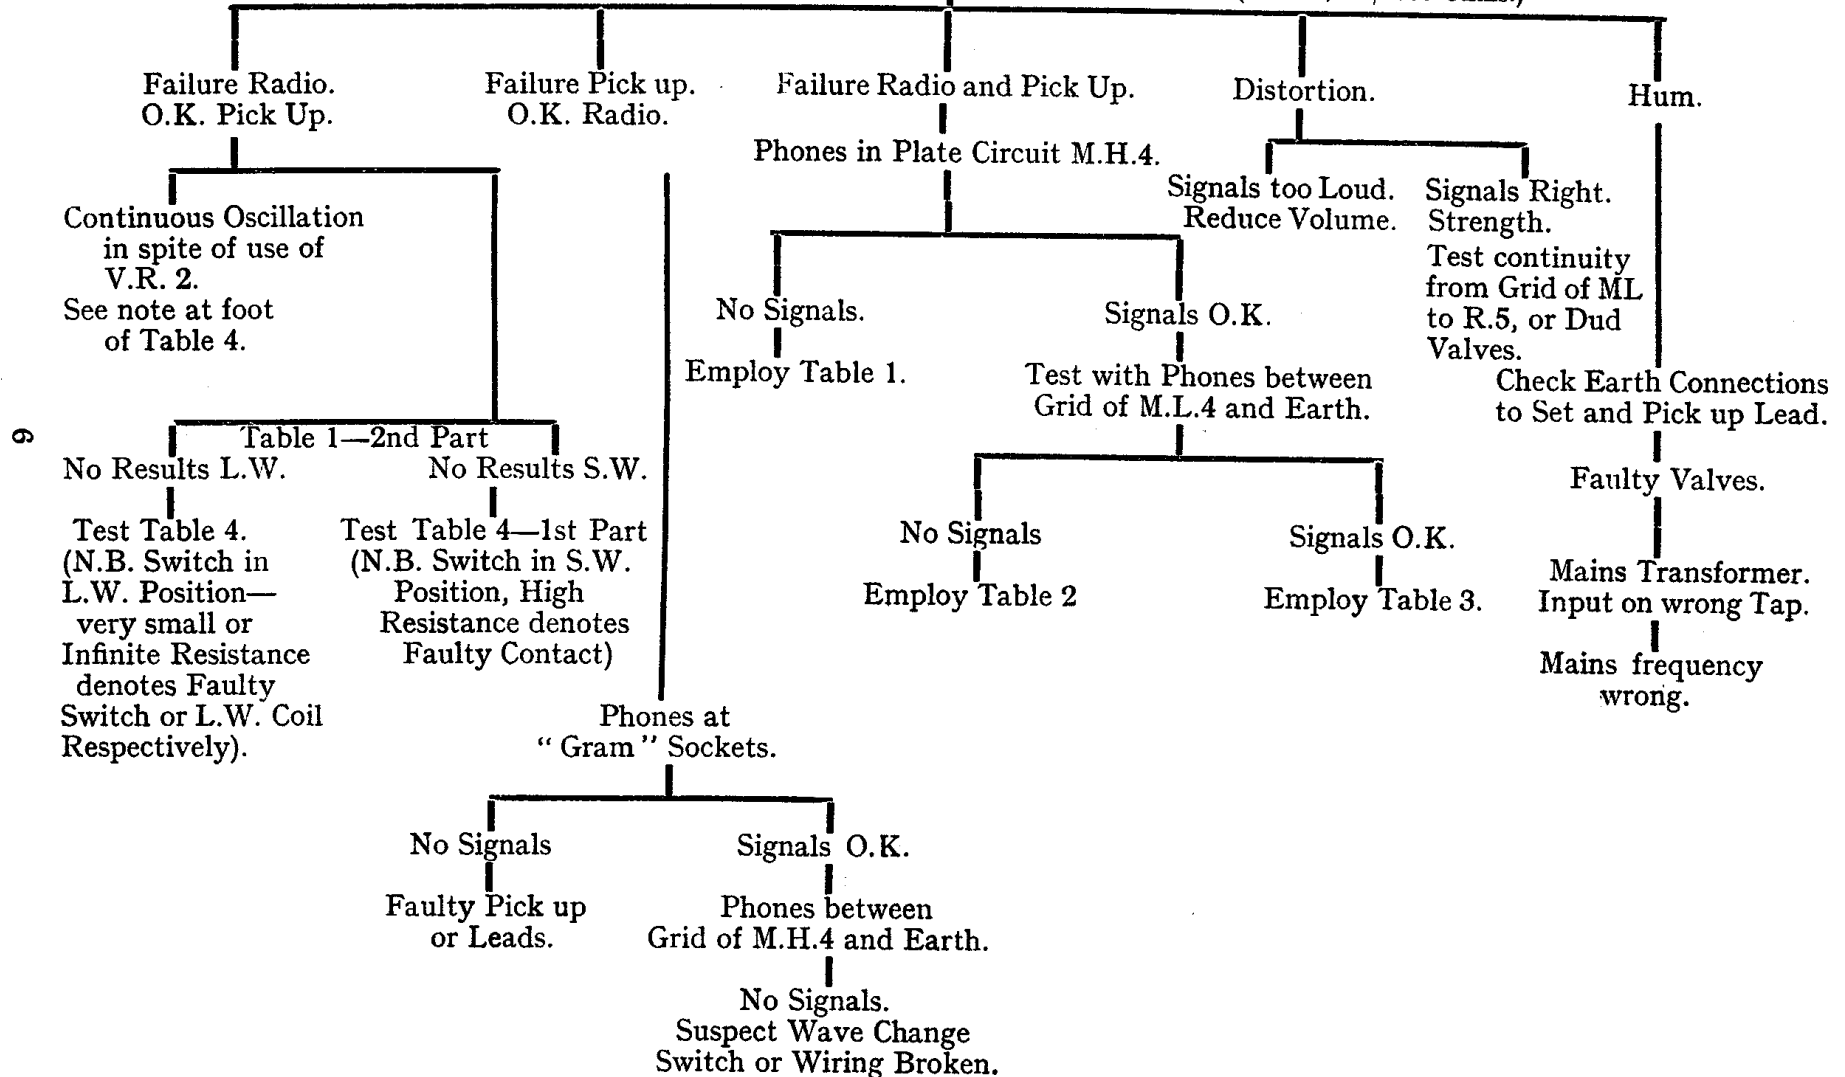 Failure Radio.
O.K. Pick Up.
Failure Pick up.
O.K. Radio.
Failure Radio and Pick Up.
Distortion.
Hum.
Phones in Plate Circuit M.H.4.
Signals too Loud.
Reduce Volume.
Signals Right.
Strength.
Test continuity
from Grid of ML
to R.5, or Dud
Valves.
Continuous Oscillation
in spite of use of
V.R. 2.
See note at foot
of Table 4.
No Signals.
Employ Table 1.
Signals O.K.
Test with Phones between
Grid of M.L.4 and Earth.
Check Earth Connections
to Set and Pick up Lead.
Faulty Valves.
Mains Transformer.
Input on wrong Tap.
Mains frequency
wrong.
Table 1—2nd Part
No Results L.W.
Test Table 4.
(N.B. Switch in
L.W. Position—
very small or
Infinite Resistance
denotes Faulty
Switch or L.W. Coil
Respectively).
No Results S.W.
Test Table 4—1st Part
(N.B. Switch in S.W.
Position, High
Resistance denotes
Faulty Contact)
No Signals
Employ Table 2
Signals O.K.
Employ Table 3.
Phones at
“ Gram ” Sockets.
No Signals
Faulty Pick up
or Leads.
Signals O.K.
Phones between
Grid of M.H.4 and Earth.
No Signals.
Suspect Wave Change
Switch or Wiring Broken.